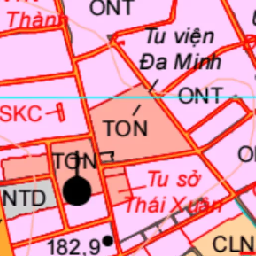 Thành
ONT
Tu viện
Đa Minh
ONT
SKC
TON
TON
Tu sở
Thái Xuân
NTD
182,9
CLN